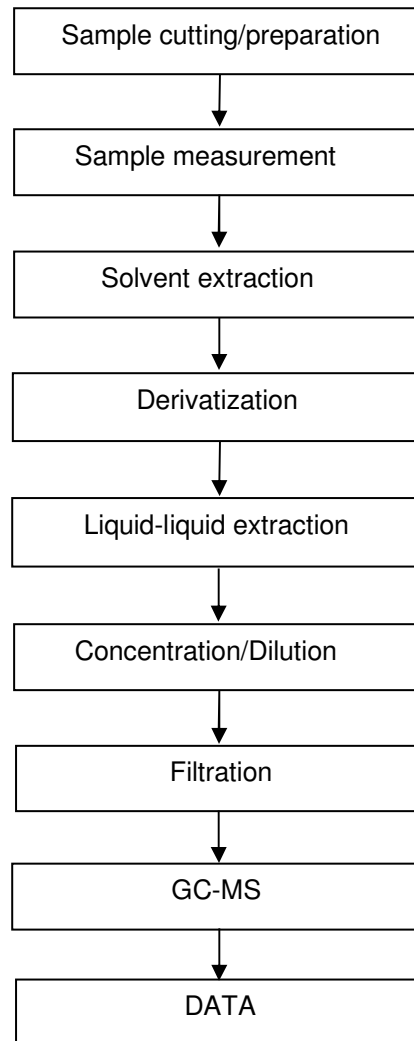 Sample cutting/preparation
Sample measurement
Solvent extraction
Derivatization
Liquid-liquid extraction
Concentration/Dilution
Filtration
GC-MS
DATA